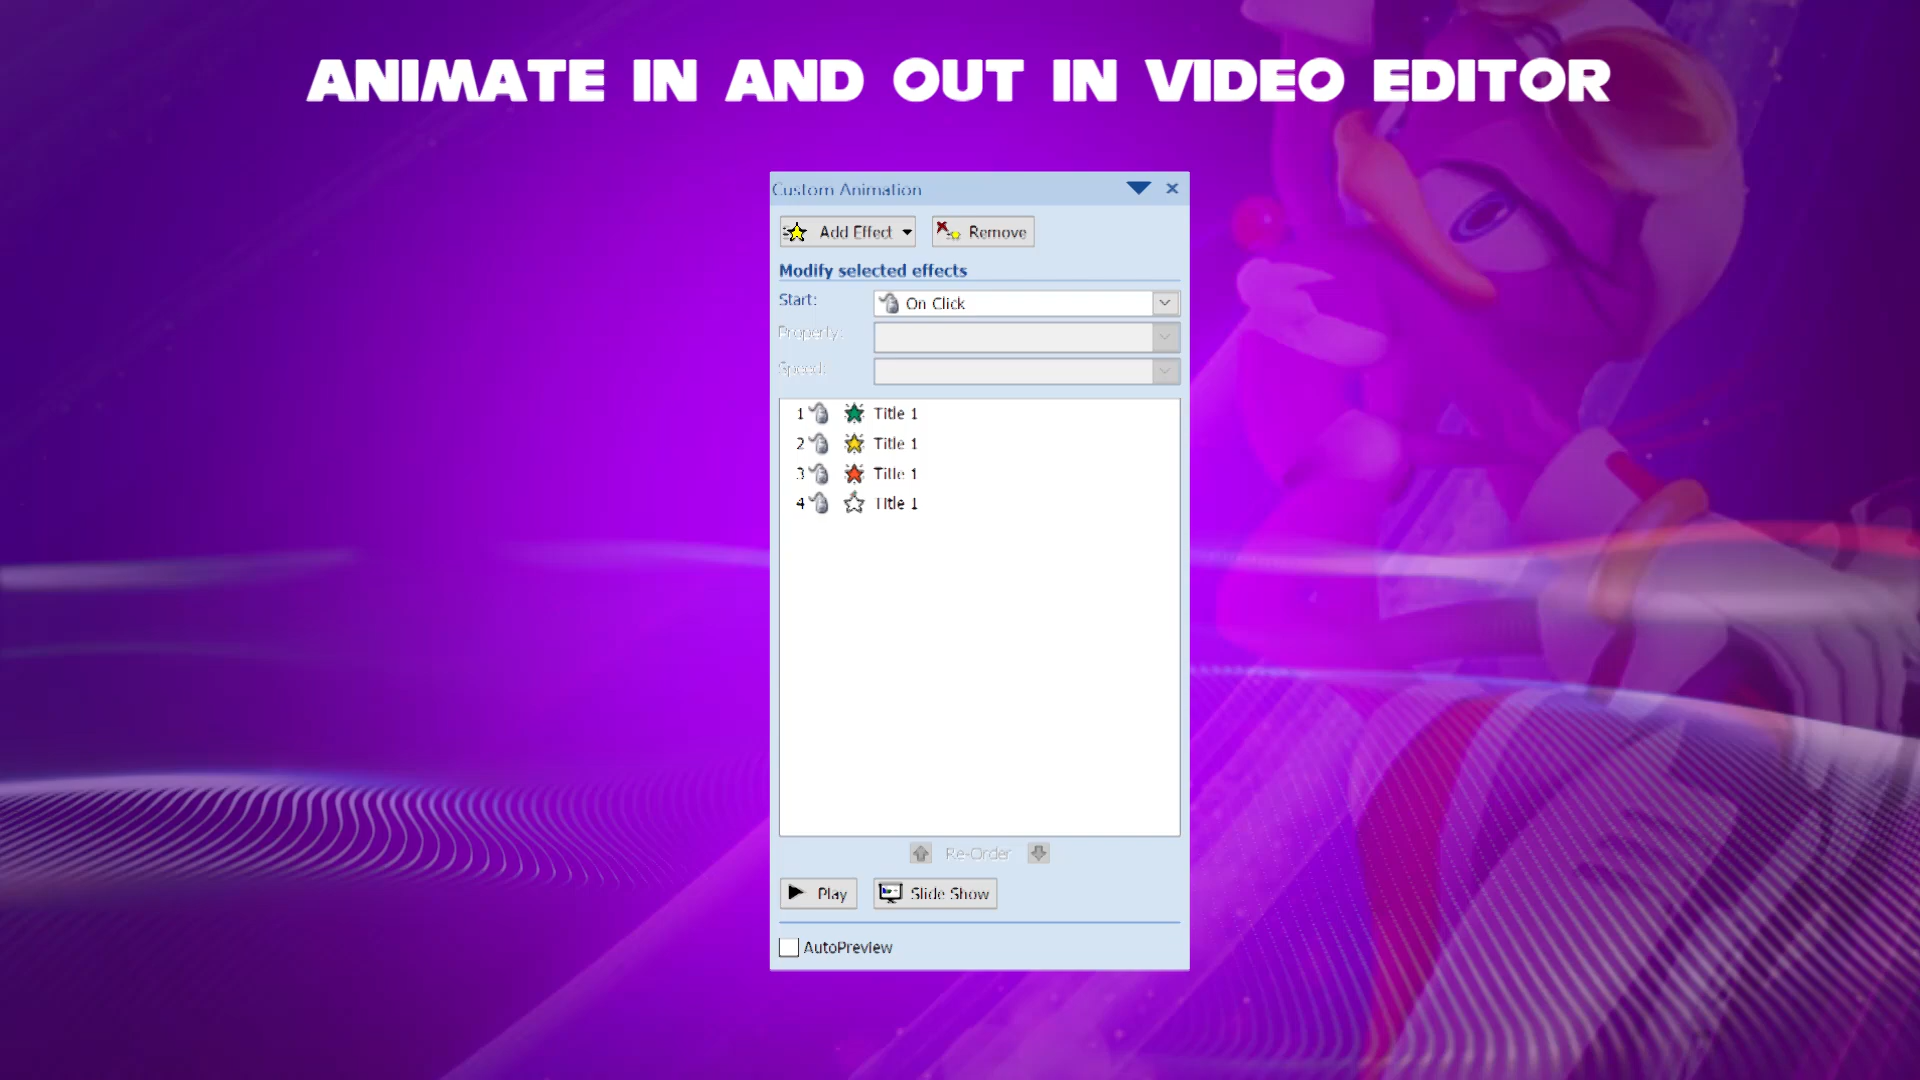 ANIMATE IN AND OUT IN VIDEO EDITOR
Custom Animation
Add Effect Remove
Modify selected effects
Start: On Click
Property:
Speed:
1 Title 1
2 Title 1
3 Title 1
4 Title 1
Re-Order
Play Slide Show
AutoPreview